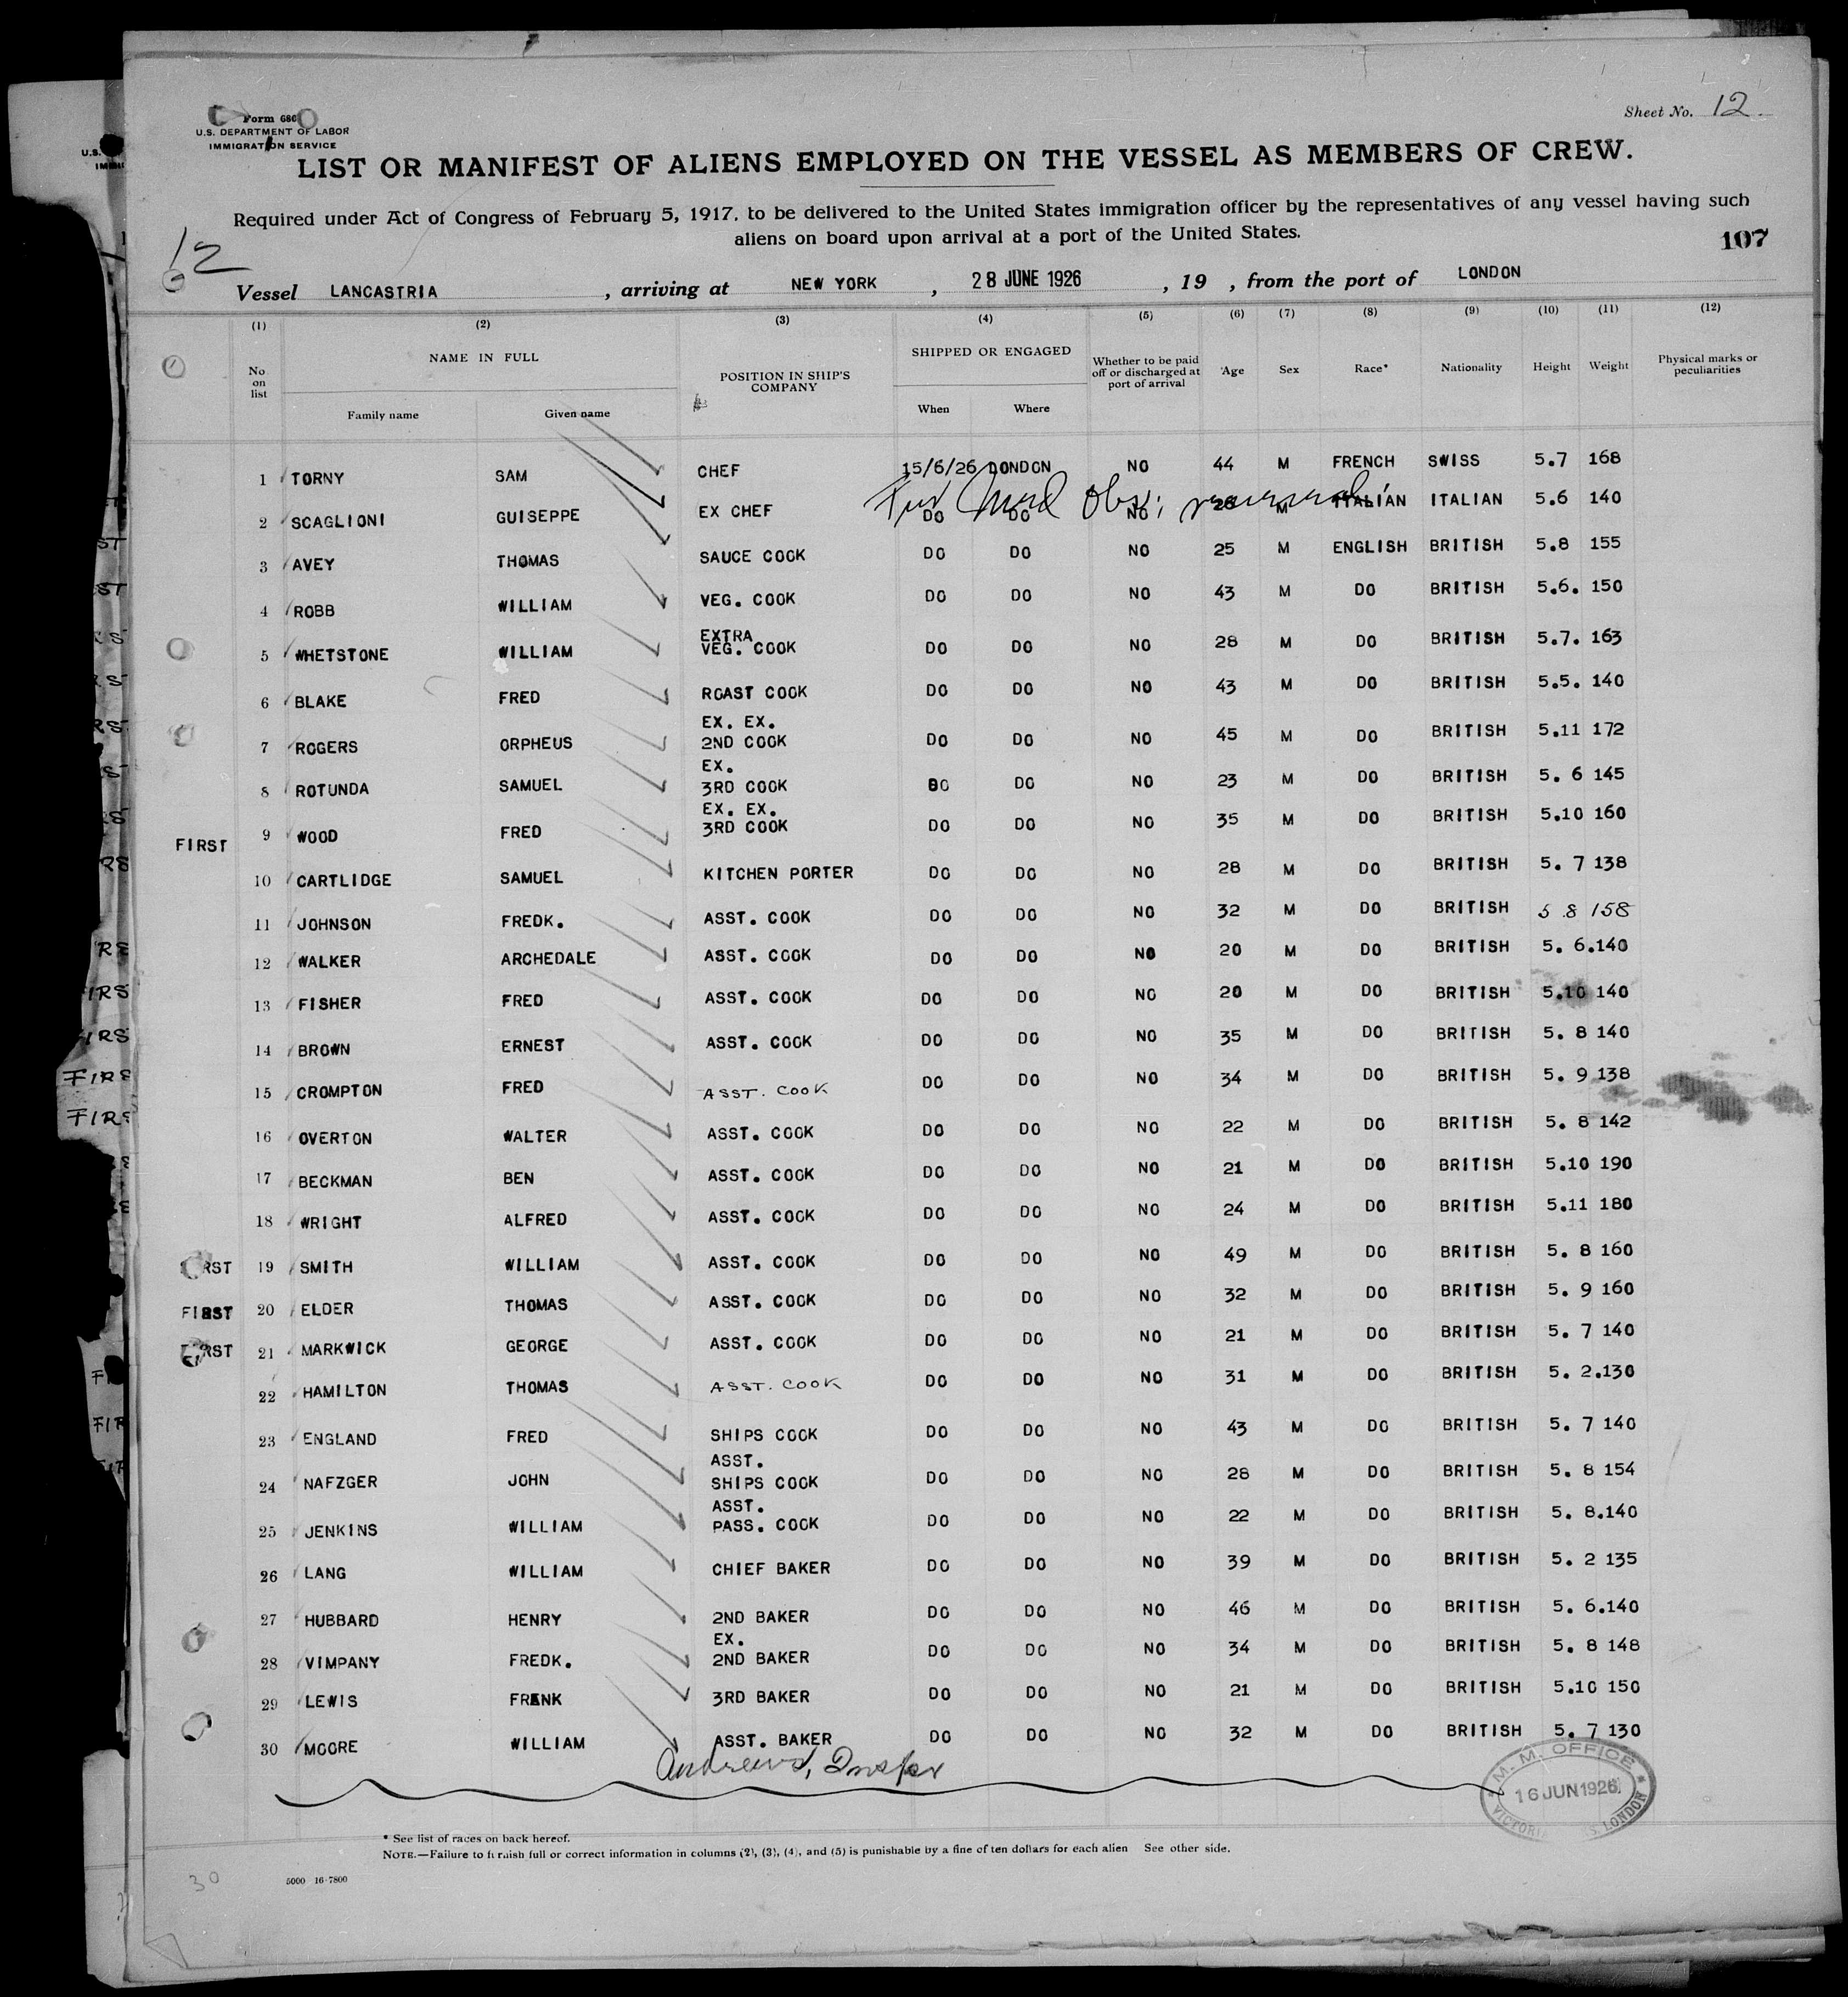 Form 680
U.S. DEPARTMENT OF LABOR
IMMIGRATION SERVICE
Sheet No. 12
LIST OR MANIFEST OF ALIENS EMPLOYED ON THE VESSEL AS MEMBERS OF CREW.
Required under Act of Congress of February 5, 1917, to be delivered to the United States immigration officer by the representatives of any vessel having such
aliens on board upon arrival at a port of the United States.
107
12
Vessel LANCASTRIA , arriving at NEW YORK , 28 JUNE 1926 , 19 , from the port of LONDON
(1) (2) (3) (4) (5) (6) (7) (8) (9) (10) (11) (12)
No on list NAME IN FULL POSITION IN SHIP'S COMPANY SHIPPED OR ENGAGED Whether to be paid off or discharged at port of arrival Age Sex Race* Nationality Height Weight Physical marks or peculiarities
Family name Given name When Where
1 TORNY SAM CHEF 15/6/26 LONDON NO 44 M FRENCH SWISS 5.7 168
2 SCAGLIONI GUISEPPE EX CHEF DO DO NO M ITALIAN ITALIAN 5.6 140
3 AVEY THOMAS SAUCE COOK DO DO NO 25 M ENGLISH BRITISH 5.8 155
4 ROBB WILLIAM VEG. COOK DO DO NO 43 M DO BRITISH 5.6. 150
5 WHETSTONE WILLIAM EXTRA VEG. COOK DO DO NO 28 M DO BRITISH 5.7. 163
6 BLAKE FRED ROAST COOK DO DO NO 43 M DO BRITISH 5.5. 140
7 ROGERS ORPHEUS EX. EX. 2ND COOK DO DO NO 45 M DO BRITISH 5.11 172
8 ROTUNDA SAMUEL EX. 3RD COOK DO DO NO 23 M DO BRITISH 5. 6 145
FIRST 9 WOOD FRED EX. EX. 3RD COOK DO DO NO 35 M DO BRITISH 5.10 160
10 CARTLIDGE SAMUEL KITCHEN PORTER DO DO NO 28 M DO BRITISH 5. 7 138
11 JOHNSON FREDK. ASST. COOK DO DO NO 32 M DO BRITISH 5 .8 158
12 WALKER ARCHEDALE ASST. COOK DO DO NO 20 M DO BRITISH 5. 6.140
13 FISHER FRED ASST. COOK DO DO NO 20 M DO BRITISH 5.10 140
14 BROWN ERNEST ASST. COOK DO DO NO 35 M DO BRITISH 5. 8 140
15 CROMPTON FRED ASST. COOK DO DO NO 34 M DO BRITISH 5. 9 138
16 OVERTON WALTER ASST. COOK DO DO NO 22 M DO BRITISH 5. 8 142
17 BECKMAN BEN ASST. COOK DO DO NO 21 M DO BRITISH 5.10 190
18 WRIGHT ALFRED ASST. COOK DO DO NO 24 M DO BRITISH 5.11 180
FIRST 19 SMITH WILLIAM ASST. COOK DO DO NO 49 M DO BRITISH 5. 8 160
FIRST 20 ELDER THOMAS ASST. COOK DO DO NO 32 M DO BRITISH 5. 9 160
FIRST 21 MARKWICK GEORGE ASST. COOK DO DO NO 21 M DO BRITISH 5. 7 140
22 HAMILTON THOMAS ASST. COOK DO DO NO 31 M DO BRITISH 5. 2.130
23 ENGLAND FRED SHIPS COOK DO DO NO 43 M DO BRITISH 5. 7 140
24 NAFZGER JOHN ASST. SHIPS COOK DO DO NO 28 M DO BRITISH 5. 8 154
25 JENKINS WILLIAM ASST. PASS. COOK DO DO NO 22 M DO BRITISH 5. 8.140
26 LANG WILLIAM CHIEF BAKER DO DO NO 39 M DO BRITISH 5. 2 135
27 HUBBARD HENRY 2ND BAKER DO DO NO 46 M DO BRITISH 5. 6.140
28 VIMPANY FREDK. EX. 2ND BAKER DO DO NO 34 M DO BRITISH 5. 8 148
29 LEWIS FRANK 3RD BAKER DO DO NO 21 M DO BRITISH 5.10 150
30 MOORE WILLIAM ASST. BAKER DO DO NO 32 M DO BRITISH 5. 7 130
Andrews, Inspr
M. M. OFFICE
16 JUN 1926
VICTORIA LONDON
* See list of races on back hereof.
NOTE.—Failure to furnish full or correct information in columns (2), (3), (4), and (5) is punishable by a fine of ten dollars for each alien See other side.
30
5000 16-7800